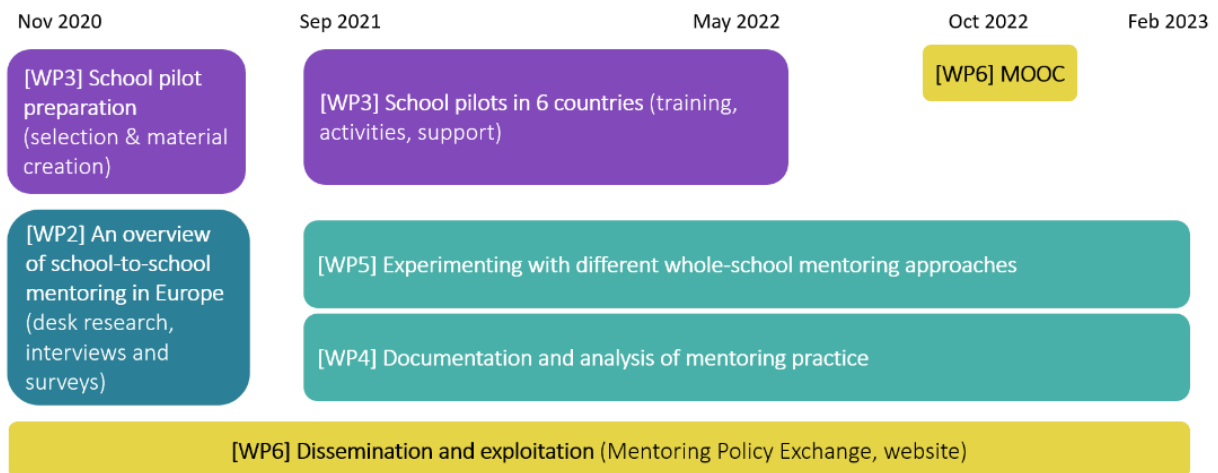 Nov 2020
Sep 2021
May 2022
Oct 2022
Feb 2023
[WP3] School pilot
preparation
(selection & material
creation)
[WP3] School pilots in 6 countries (training,
activities, support)
[WP6] MOOC
[WP2] An overview
of school-to-school
mentoring in Europe
(desk research,
interviews and
surveys)
[WP5] Experimenting with different whole-school mentoring approaches
[WP4] Documentation and analysis of mentoring practice
[WP6] Dissemination and exploitation (Mentoring Policy Exchange, website)